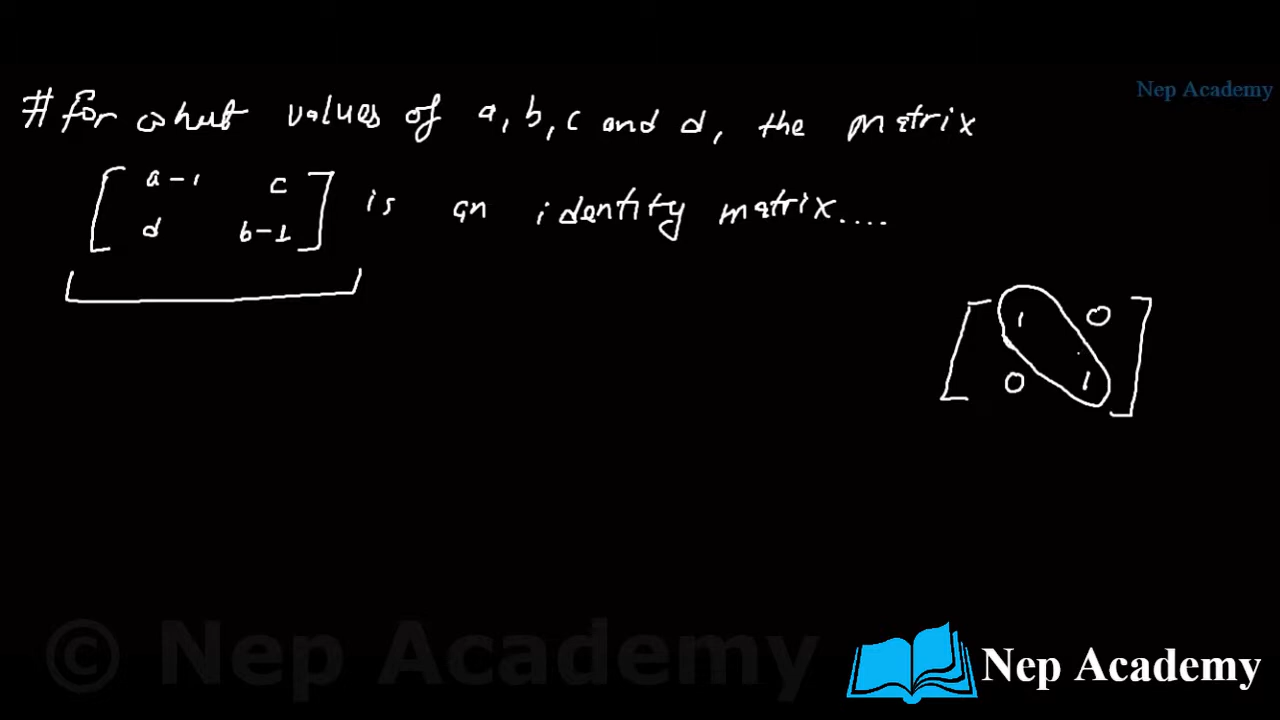 Nep Academy
# For what values of a, b, c and d, the matrix
[ a-1 c
d b-1 ] is an identity matrix....
[ 1 0
0 1 ]
© Nep Academy
Nep Academy